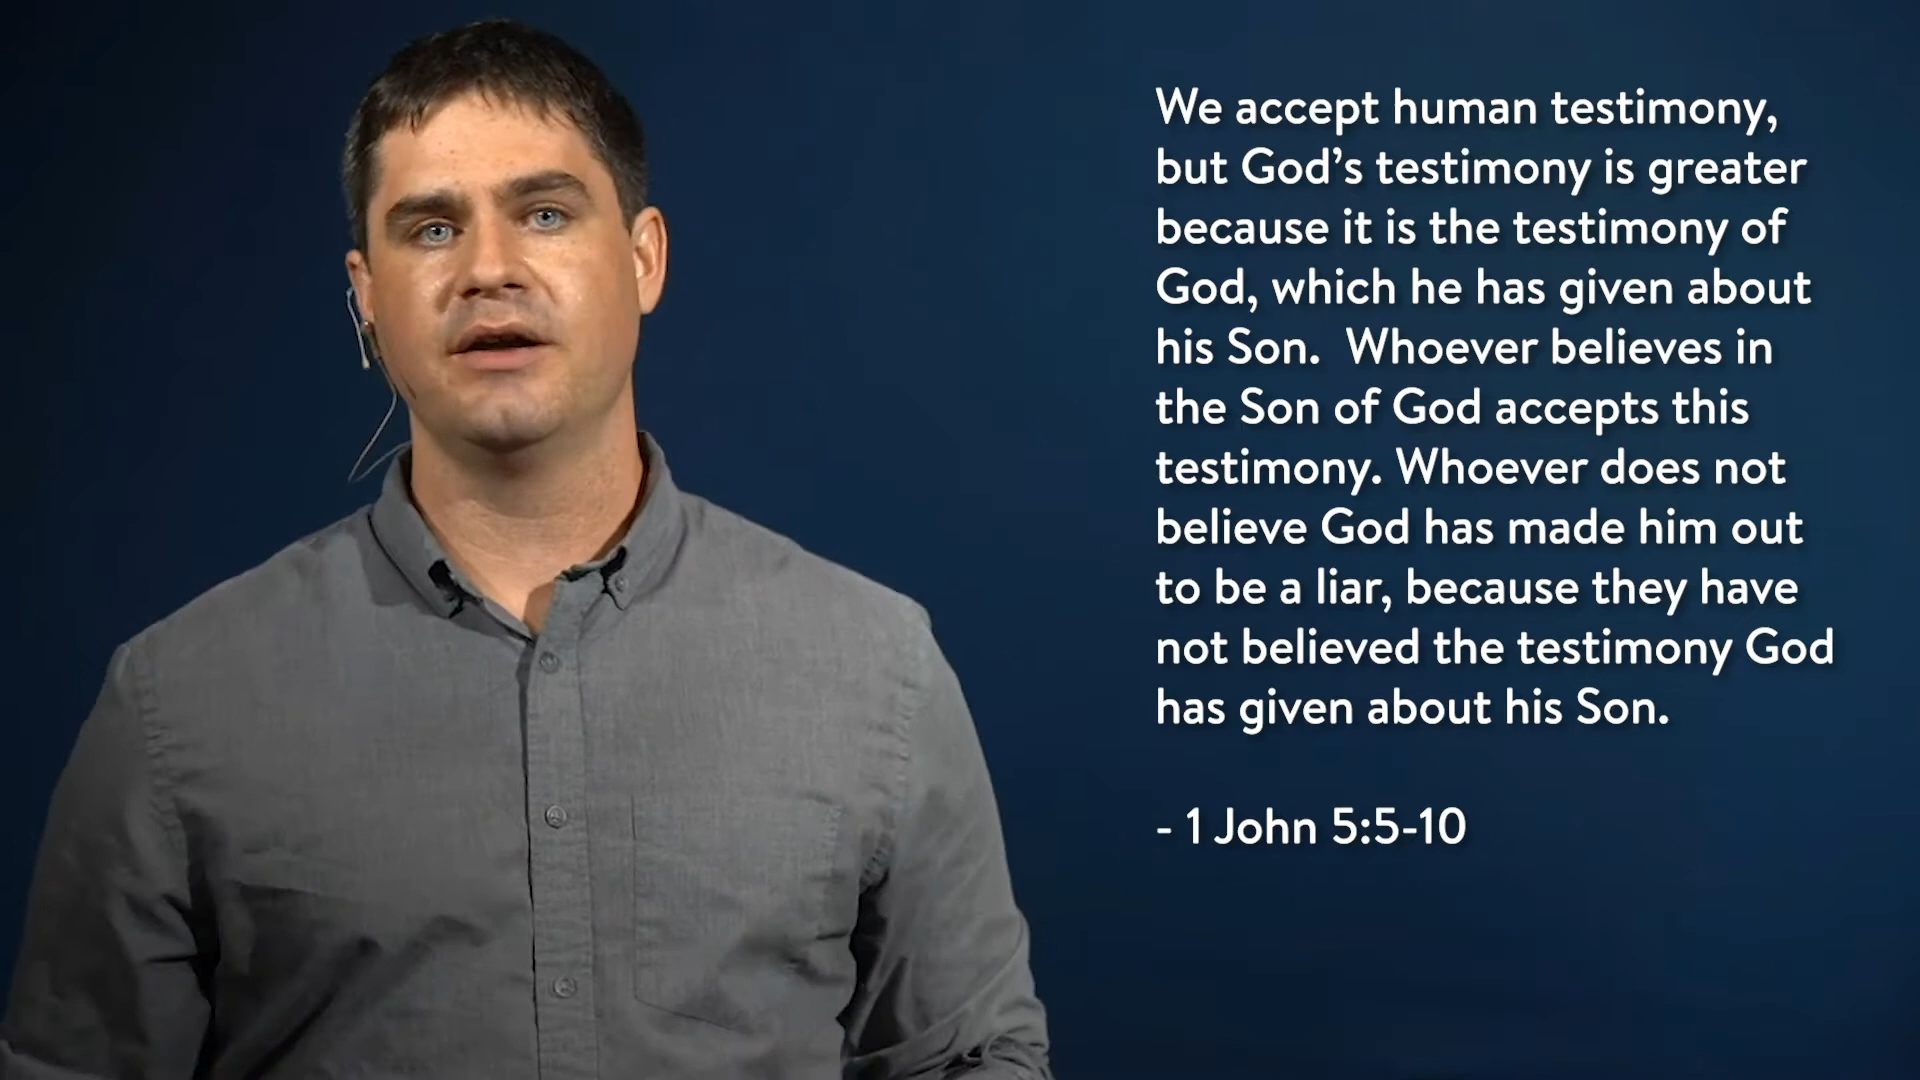 We accept human testimony,
but God’s testimony is greater
because it is the testimony of
God, which he has given about
his Son.  Whoever believes in
the Son of God accepts this
testimony. Whoever does not
believe God has made him out
to be a liar, because they have
not believed the testimony God
has given about his Son.
- 1 John 5:5-10